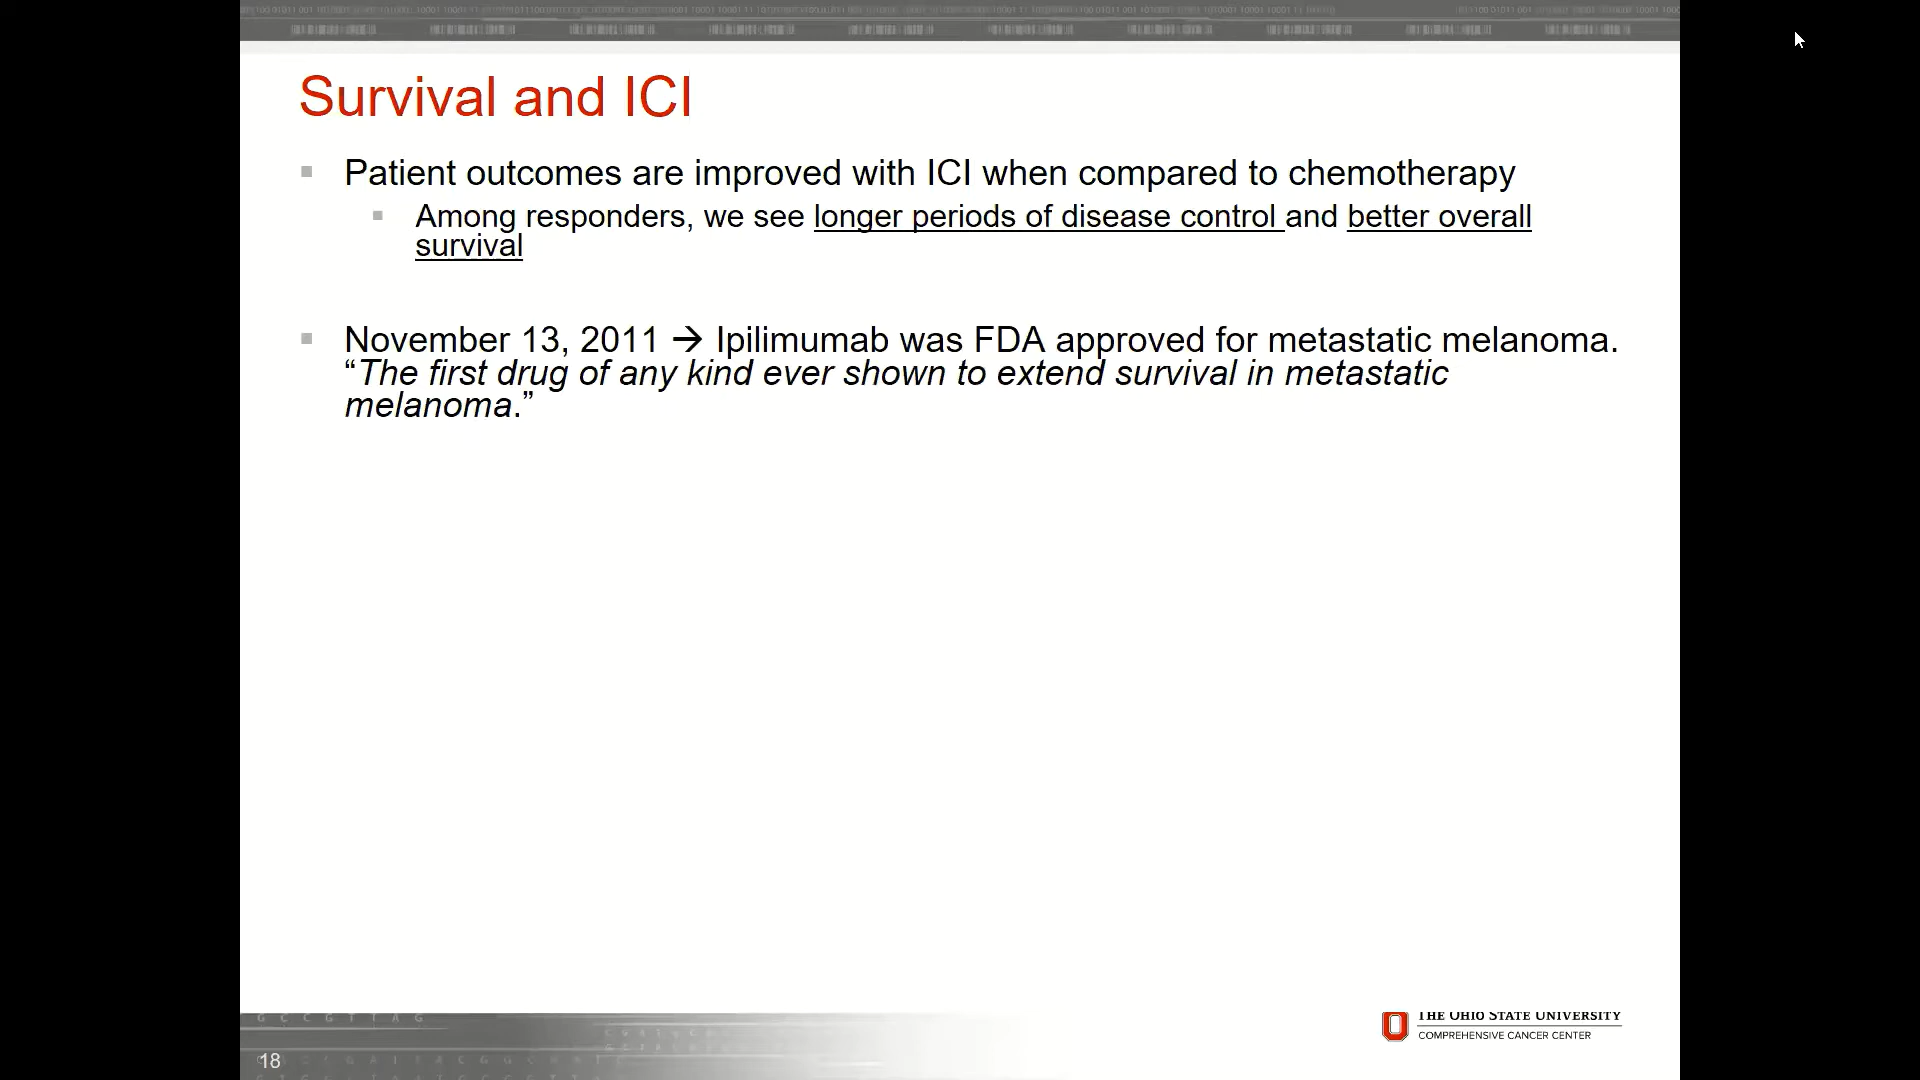 Survival and ICI
Patient outcomes are improved with ICI when compared to chemotherapy
Among responders, we see longer periods of disease control and better overall
survival
November 13, 2011 → Ipilimumab was FDA approved for metastatic melanoma.
“The first drug of any kind ever shown to extend survival in metastatic
melanoma.”
G C C G T T A G
THE OHIO STATE UNIVERSITY
COMPREHENSIVE CANCER CENTER
18